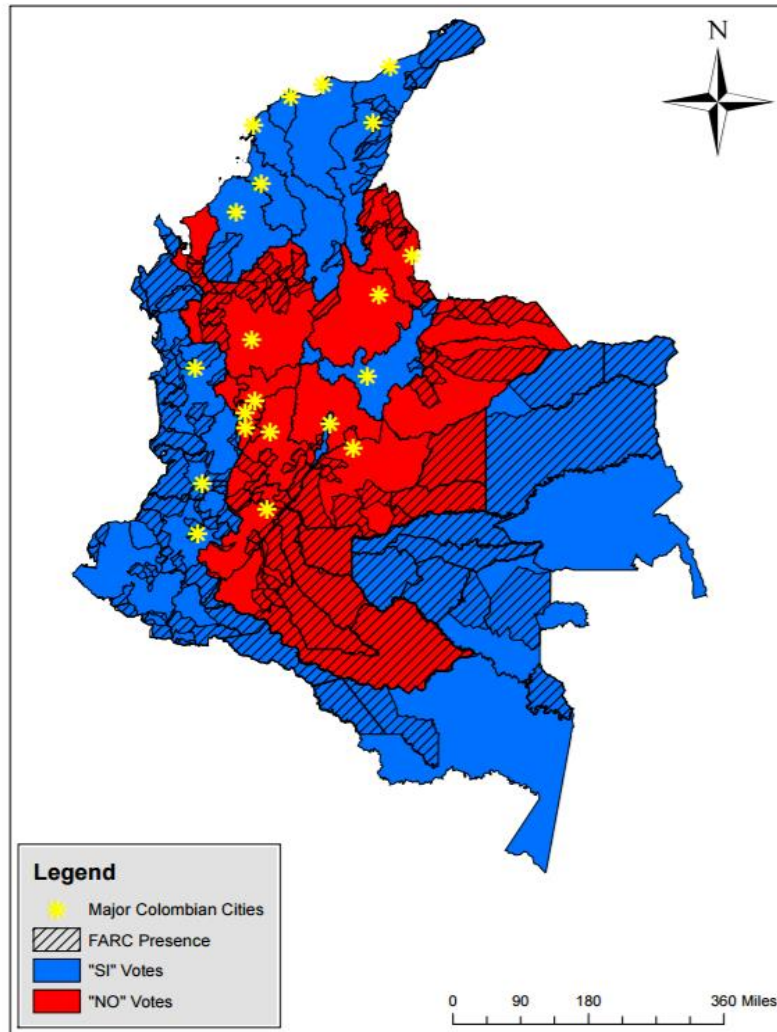 N
Legend
Major Colombian Cities
FARC Presence
"SI" Votes
"NO" Votes
0 90 180 360 Miles